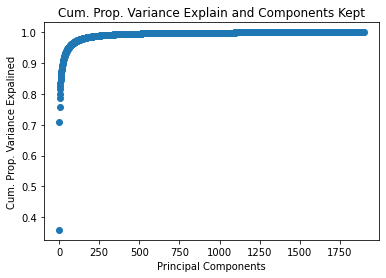 Cum. Prop. Variance Explain and Components Kept
Cum. Prop. Variance Expalined
1.0
0.9
0.8
0.7
0.6
0.5
0.4
0 250 500 750 1000 1250 1500 1750
Principal Components